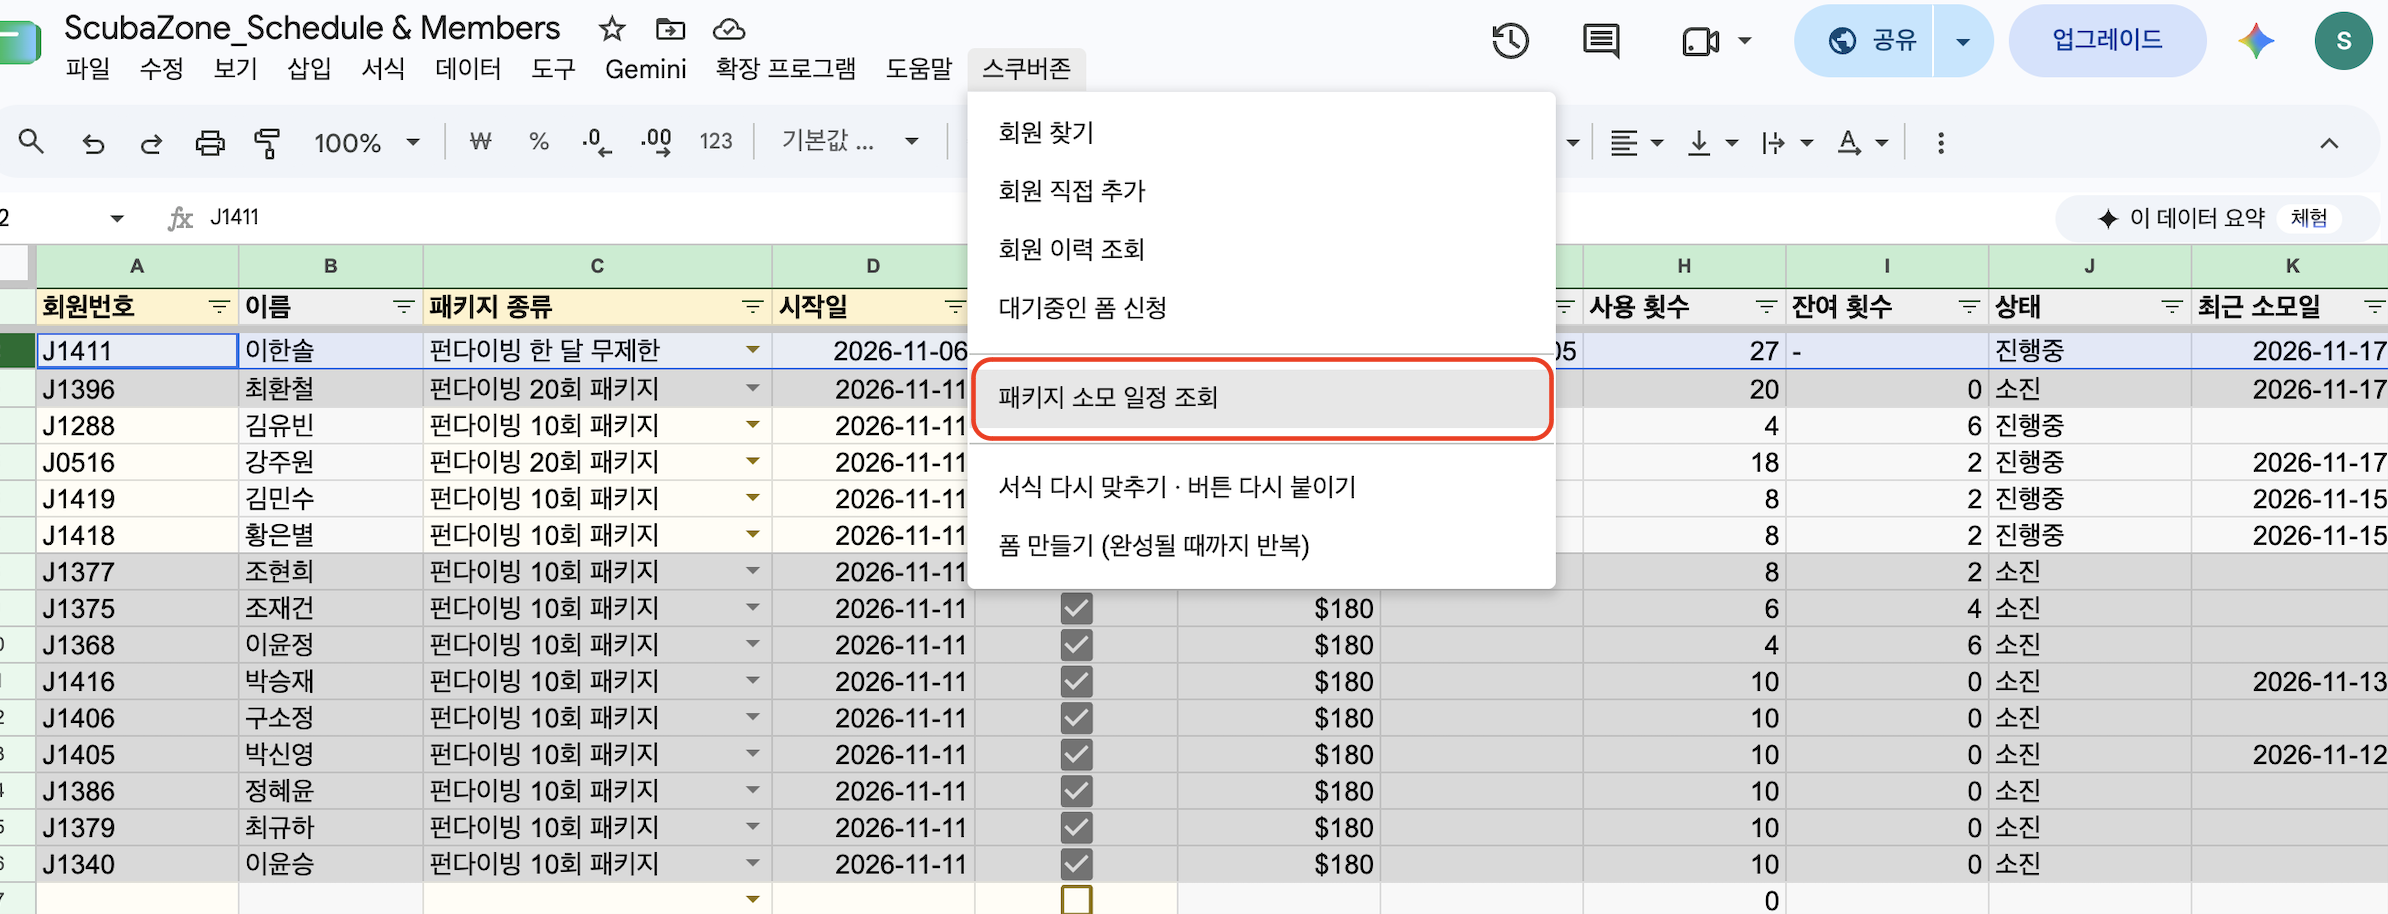 ScubaZone_Schedule & Members
파일 수정 보기 삽입 서식 데이터 도구 Gemini 확장 프로그램 도움말 스쿠버존
공유 업그레이드 S
100% ₩ % .0 .00 123 기본값 ...
회원 찾기
회원 직접 추가
회원 이력 조회
대기중인 폼 신청
패키지 소모 일정 조회
서식 다시 맞추기 · 버튼 다시 붙이기
폼 만들기 (완성될 때까지 반복)
2 fx J1411
이 데이터 요약 체험
A B C D H I J K
회원번호 이름 패키지 종류 시작일 사용 횟수 잔여 횟수 상태 최근 소모일
J1411 이한솔 펀다이빙 한 달 무제한 2026-11-06 05 27 - 진행중 2026-11-17
J1396 최환철 펀다이빙 20회 패키지 2026-11-11 20 0 소진 2026-11-17
J1288 김유빈 펀다이빙 10회 패키지 2026-11-11 4 6 진행중
J0516 강주원 펀다이빙 20회 패키지 2026-11-11 18 2 진행중 2026-11-17
J1419 김민수 펀다이빙 10회 패키지 2026-11-11 8 2 진행중 2026-11-15
J1418 황은별 펀다이빙 10회 패키지 2026-11-11 8 2 진행중 2026-11-15
J1377 조현희 펀다이빙 10회 패키지 2026-11-11 8 2 소진
J1375 조재건 펀다이빙 10회 패키지 2026-11-11 $180 6 4 소진
J1368 이윤정 펀다이빙 10회 패키지 2026-11-11 $180 4 6 소진
J1416 박승재 펀다이빙 10회 패키지 2026-11-11 $180 10 0 소진 2026-11-13
J1406 구소정 펀다이빙 10회 패키지 2026-11-11 $180 10 0 소진
J1405 박신영 펀다이빙 10회 패키지 2026-11-11 $180 10 0 소진 2026-11-12
J1386 정혜윤 펀다이빙 10회 패키지 2026-11-11 $180 10 0 소진
J1379 최규하 펀다이빙 10회 패키지 2026-11-11 $180 10 0 소진
J1340 이윤승 펀다이빙 10회 패키지 2026-11-11 $180 10 0 소진
0